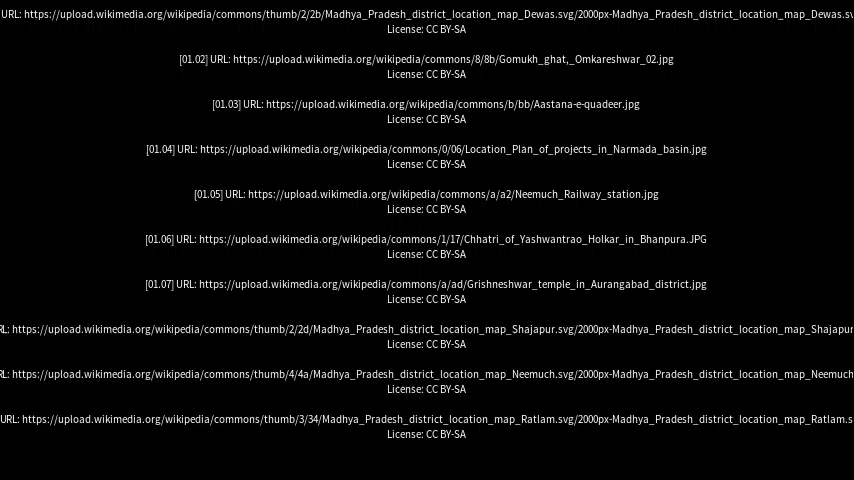 URL: https://upload.wikimedia.org/wikipedia/commons/thumb/2/2b/Madhya_Pradesh_district_location_map_Dewas.svg/2000px-Madhya_Pradesh_district_location_map_Dewas.sv
License: CC BY-SA
[01.02] URL: https://upload.wikimedia.org/wikipedia/commons/8/8b/Gomukh_ghat,_Omkareshwar_02.jpg
License: CC BY-SA
[01.03] URL: https://upload.wikimedia.org/wikipedia/commons/b/bb/Aastana-e-quadeer.jpg
License: CC BY-SA
[01.04] URL: https://upload.wikimedia.org/wikipedia/commons/0/06/Location_Plan_of_projects_in_Narmada_basin.jpg
License: CC BY-SA
[01.05] URL: https://upload.wikimedia.org/wikipedia/commons/a/a2/Neemuch_Railway_station.jpg
License: CC BY-SA
[01.06] URL: https://upload.wikimedia.org/wikipedia/commons/1/17/Chhatri_of_Yashwantrao_Holkar_in_Bhanpura.JPG
License: CC BY-SA
[01.07] URL: https://upload.wikimedia.org/wikipedia/commons/a/ad/Grishneshwar_temple_in_Aurangabad_district.jpg
License: CC BY-SA
RL: https://upload.wikimedia.org/wikipedia/commons/thumb/2/2d/Madhya_Pradesh_district_location_map_Shajapur.svg/2000px-Madhya_Pradesh_district_location_map_Shajapur
License: CC BY-SA
RL: https://upload.wikimedia.org/wikipedia/commons/thumb/4/4a/Madhya_Pradesh_district_location_map_Neemuch.svg/2000px-Madhya_Pradesh_district_location_map_Neemuch
License: CC BY-SA
URL: https://upload.wikimedia.org/wikipedia/commons/thumb/3/34/Madhya_Pradesh_district_location_map_Ratlam.svg/2000px-Madhya_Pradesh_district_location_map_Ratlam.s
License: CC BY-SA